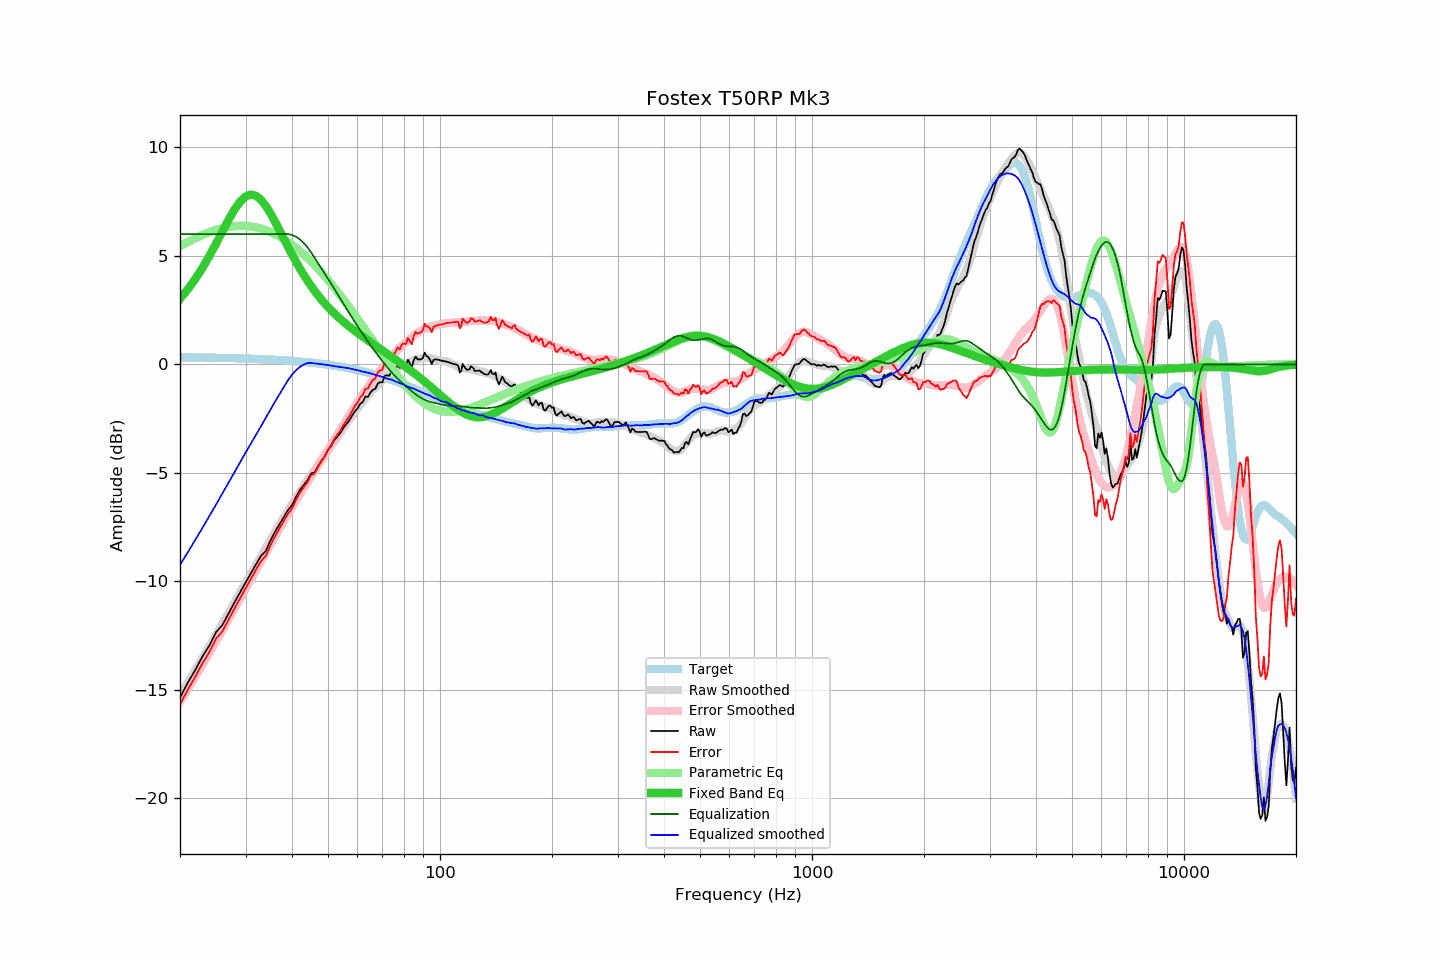 Fostex T50RP Mk3
Amplitude (dBr)
10
5
0
−5
−10
−15
−20
Target
Raw Smoothed
Error Smoothed
Raw
Error
Parametric Eq
Fixed Band Eq
Equalization
Equalized smoothed
100
1000
10000
Frequency (Hz)